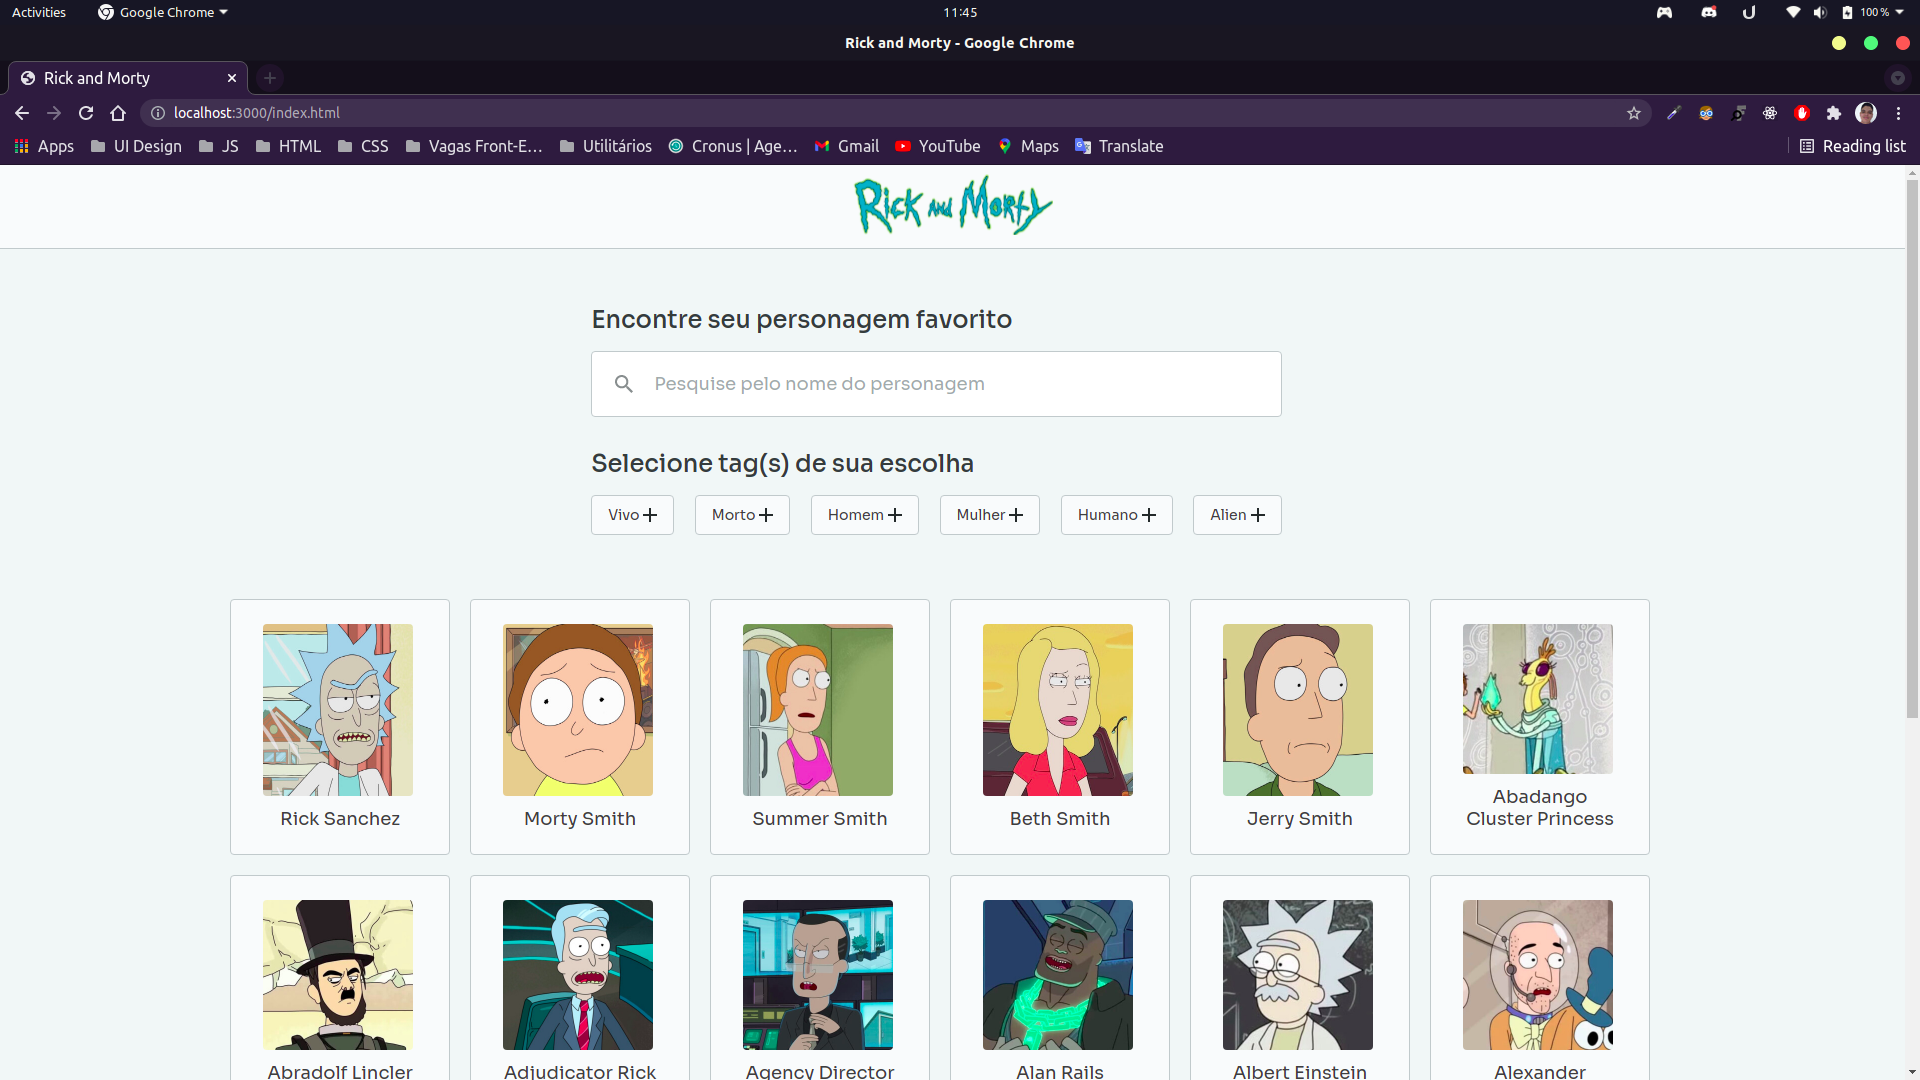 Activities
Google Chrome
11:45
100 %
Rick and Morty - Google Chrome
Rick and Morty
localhost:3000/index.html
Apps
UI Design
JS
HTML
CSS
Vagas Front-E...
Utilitários
Cronus | Age...
Gmail
YouTube
Maps
Translate
Reading list
Rick and Morty
Encontre seu personagem favorito
Pesquise pelo nome do personagem
Selecione tag(s) de sua escolha
Vivo
Morto
Homem
Mulher
Humano
Alien
Rick Sanchez
Morty Smith
Summer Smith
Beth Smith
Jerry Smith
Abadango
Cluster Princess
Abradolf Lincler
Adjudicator Rick
Agency Director
Alan Rails
Albert Einstein
Alexander